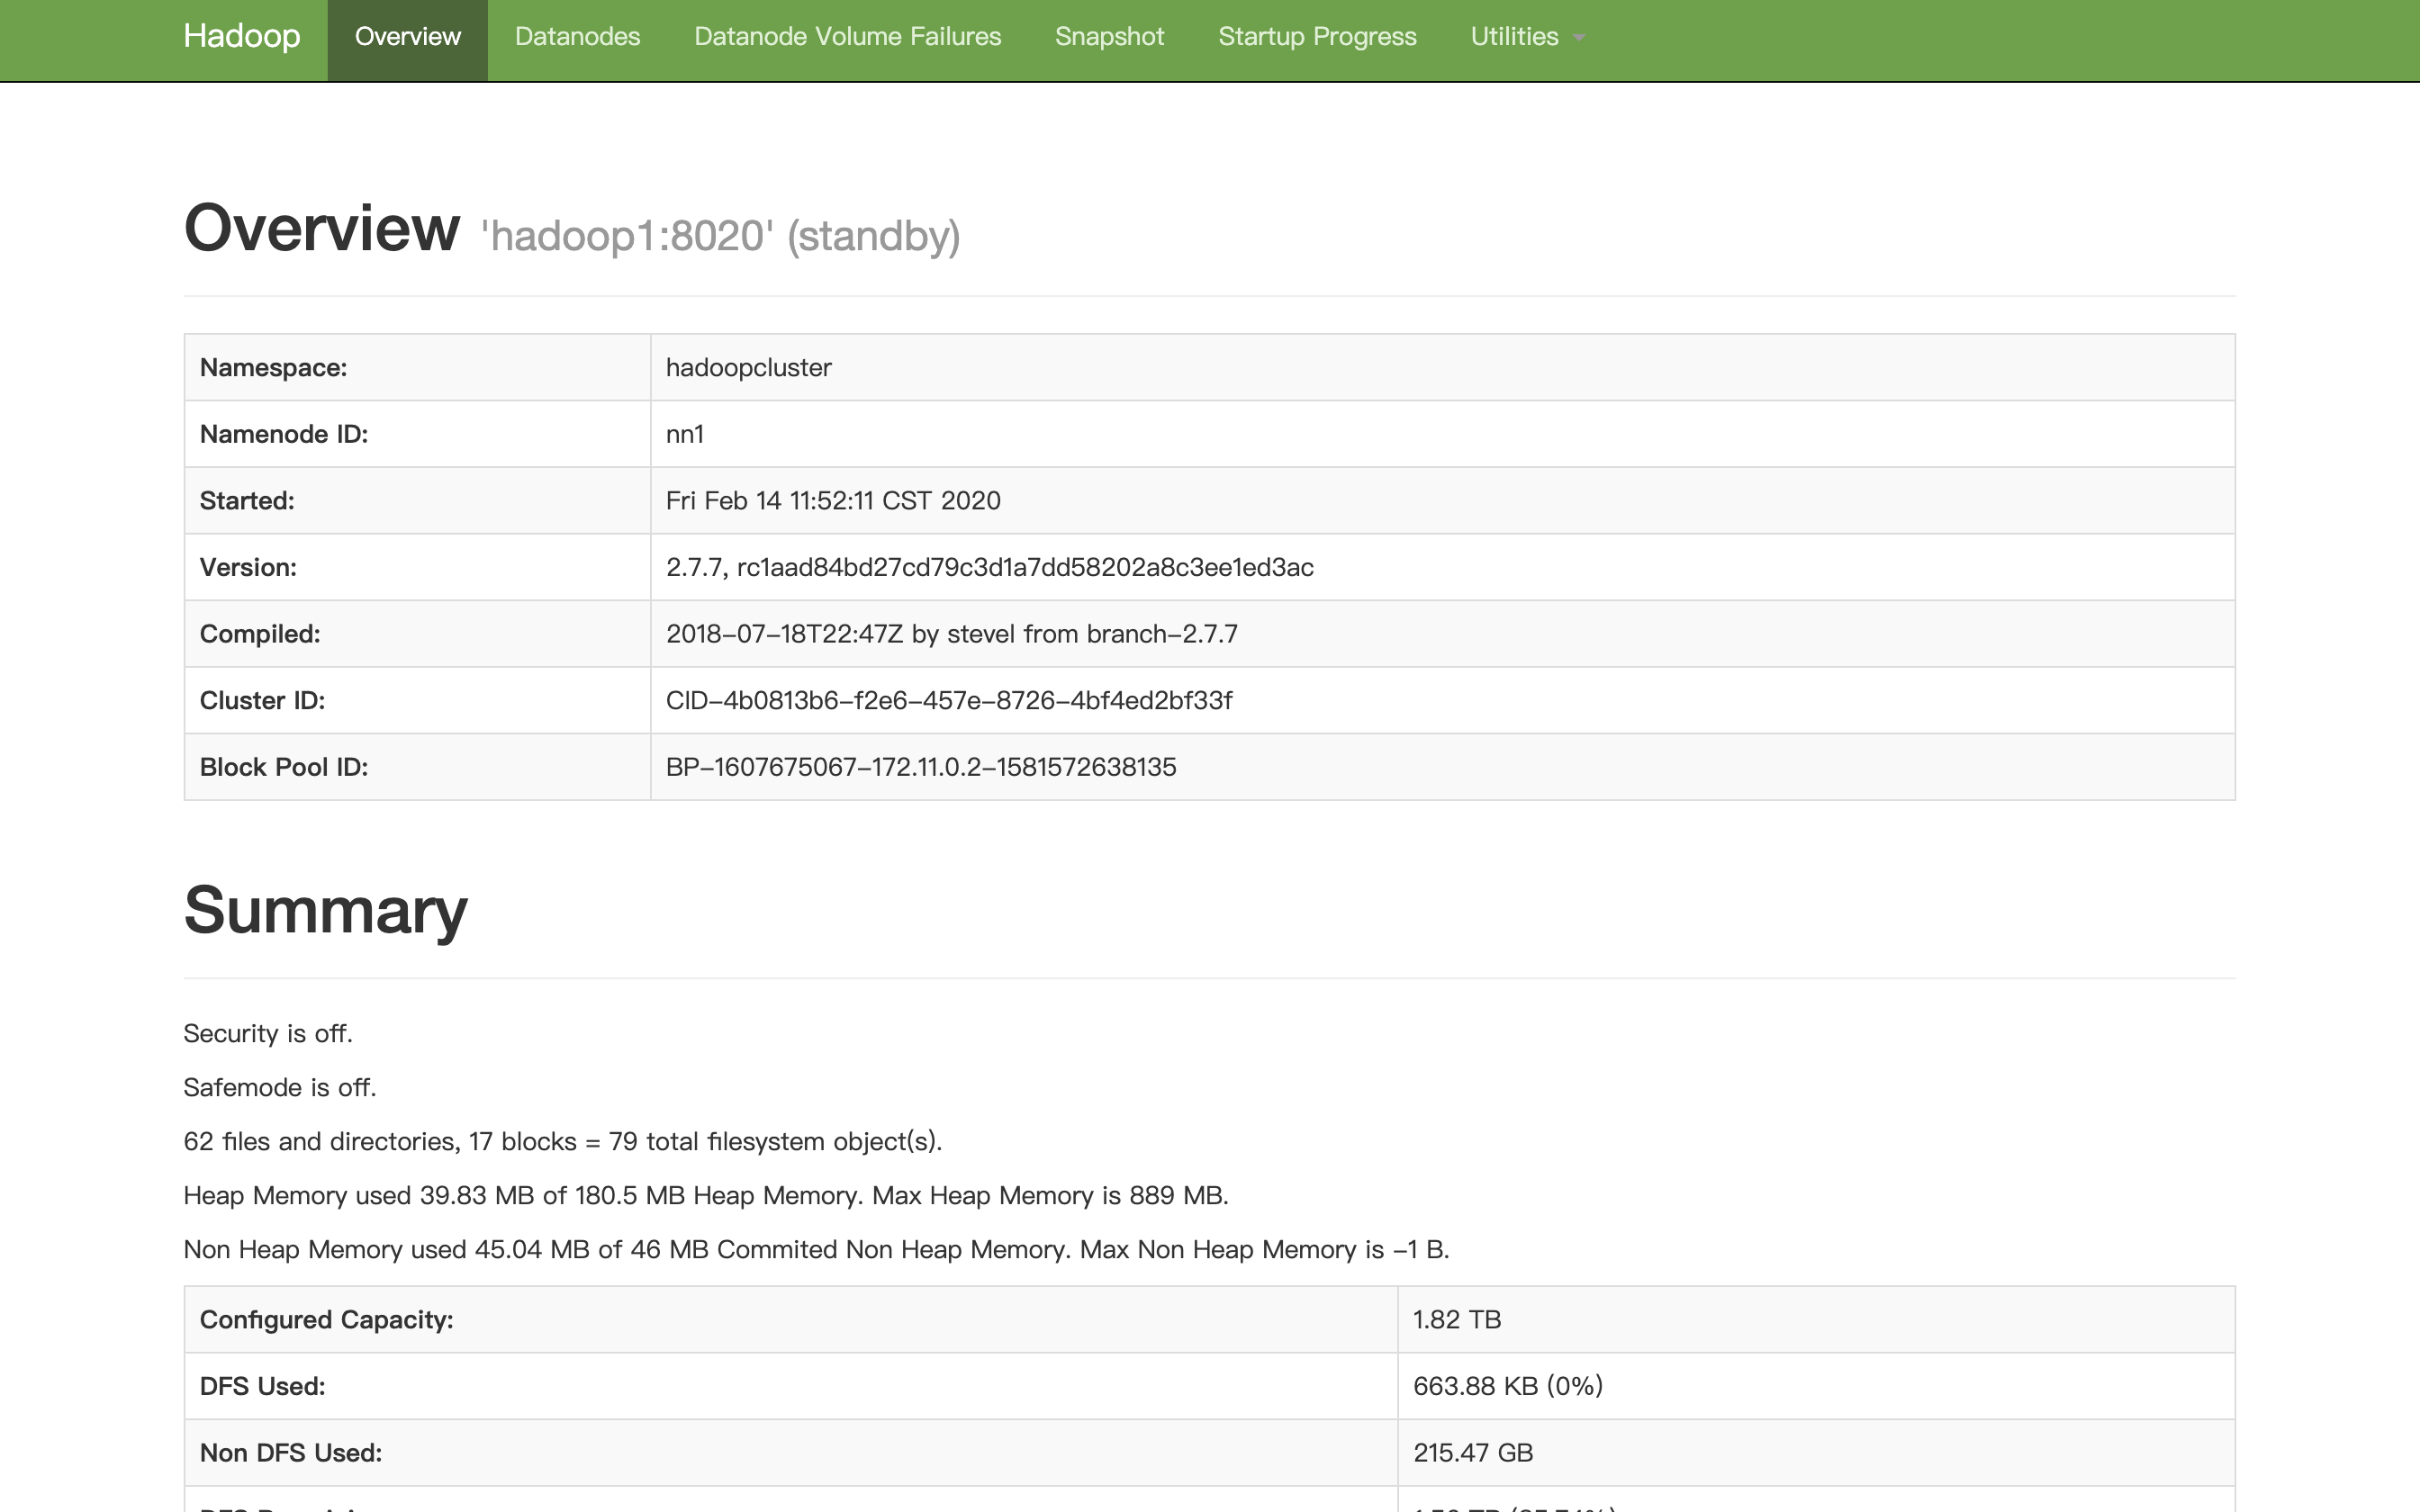 Hadoop Overview Datanodes Datanode Volume Failures Snapshot Startup Progress Utilities
Overview 'hadoop1:8020' (standby)
Namespace: hadoopcluster
Namenode ID: nn1
Started: Fri Feb 14 11:52:11 CST 2020
Version: 2.7.7, rc1aad84bd27cd79c3d1a7dd58202a8c3ee1ed3ac
Compiled: 2018-07-18T22:47Z by stevel from branch-2.7.7
Cluster ID: CID-4b0813b6-f2e6-457e-8726-4bf4ed2bf33f
Block Pool ID: BP-1607675067-172.11.0.2-1581572638135
Summary
Security is off.
Safemode is off.
62 files and directories, 17 blocks = 79 total filesystem object(s).
Heap Memory used 39.83 MB of 180.5 MB Heap Memory. Max Heap Memory is 889 MB.
Non Heap Memory used 45.04 MB of 46 MB Commited Non Heap Memory. Max Non Heap Memory is -1 B.
Configured Capacity: 1.82 TB
DFS Used: 663.88 KB (0%)
Non DFS Used: 215.47 GB